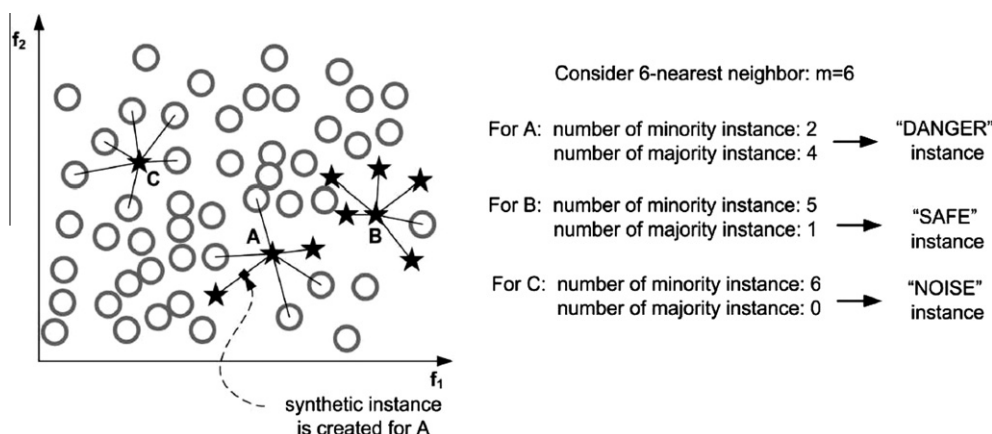 f2
C
A
B
f1
synthetic instance
is created for A
Consider 6-nearest neighbor: m=6
For A: number of minority instance: 2
number of majority instance: 4
“DANGER”
instance
For B: number of minority instance: 5
number of majority instance: 1
“SAFE”
instance
For C: number of minority instance: 6
number of majority instance: 0
“NOISE”
instance